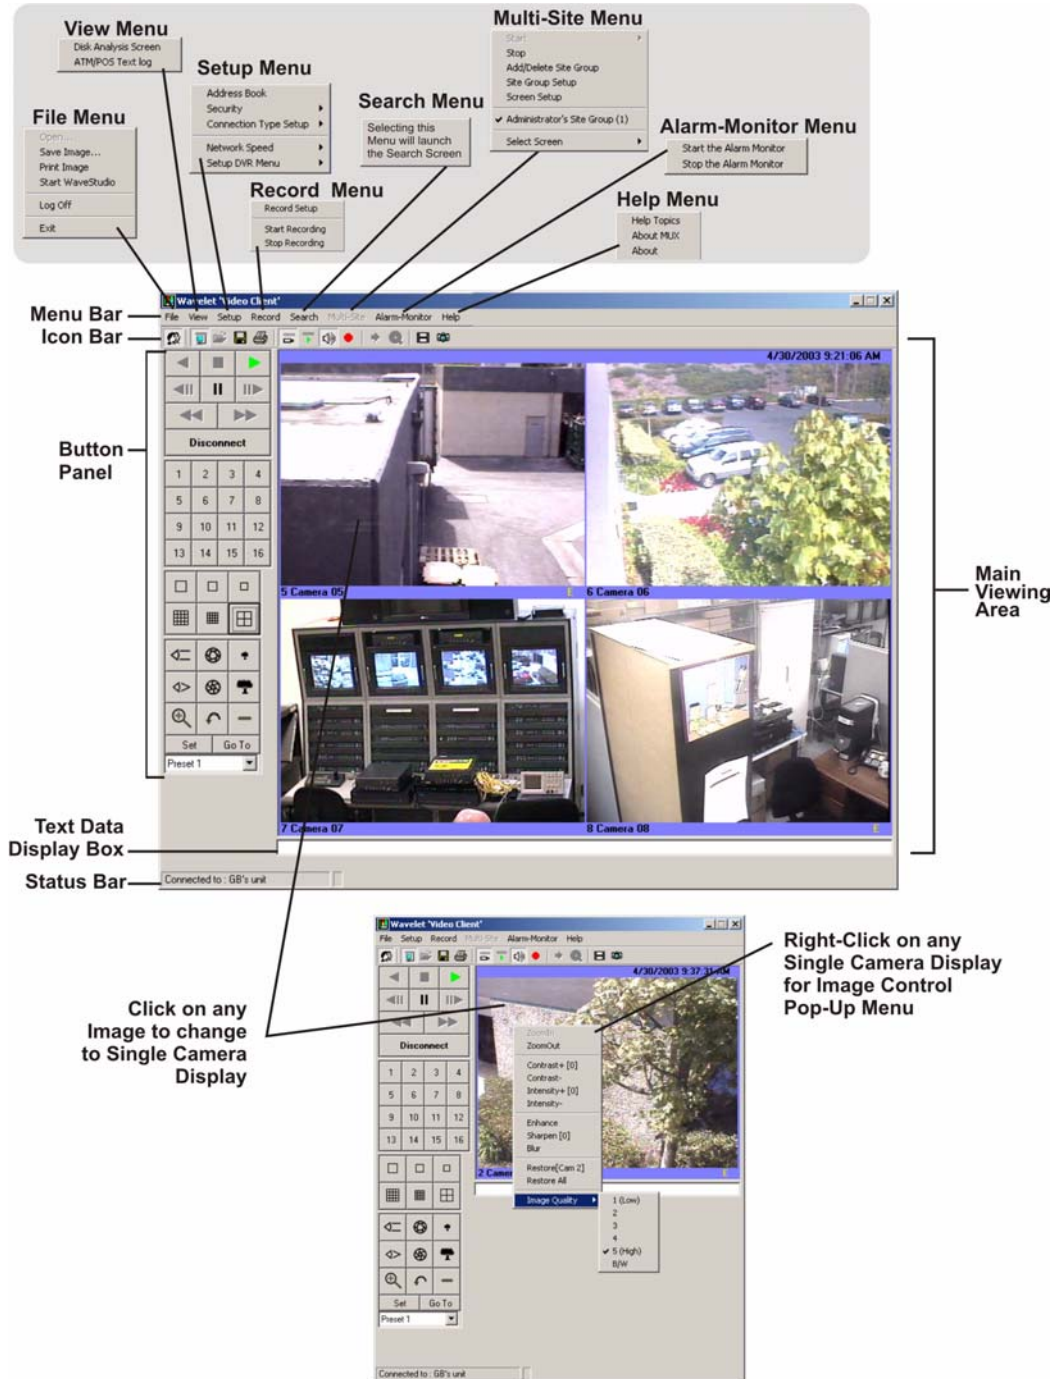 View Menu
Disk Analysis Screen
ATM/POS Text log
Setup Menu
Address Book
Security
Connection Type Setup
Network Speed
Setup DVR Menu
Multi-Site Menu
Start
Stop
Add/Delete Site Group
Site Group Setup
Screen Setup
Administrator's Site Group (1)
Select Screen
Search Menu
Selecting this
Menu will launch
the Search Screen
File Menu
Open...
Save Image...
Print Image
Start WaveStudio
Log Off
Exit
Record Menu
Record Setup
Start Recording
Stop Recording
Alarm-Monitor Menu
Start the Alarm Monitor
Stop the Alarm Monitor
Help Menu
Help Topics
About MUX
About
Wavelet 'Video Client'
Menu Bar
File View Setup Record Search Multi-Site Alarm-Monitor Help
Icon Bar
4/30/2003 9:21:06 AM
Button
Panel
Disconnect
1 2 3 4
5 6 7 8
9 10 11 12
13 14 15 16
Set Go To
Preset 1
5 Camera 05 E
6 Camera 06
7 Camera 07
8 Camera 08 E
Main
Viewing
Area
Text Data
Display Box
Status Bar
Connected to : GB's unit
Wavelet 'Video Client'
File Setup Record Multi-Site Alarm-Monitor Help
4/30/2003 9:37:31 AM
Right-Click on any
Single Camera Display
for Image Control
Pop-Up Menu
Click on any
Image to change
to Single Camera
Display
Disconnect
1 2 3 4
5 6 7 8
9 10 11 12
13 14 15 16
Set Go To
Preset 1
ZoomIn
ZoomOut
Contrast+ [0]
Contrast-
Intensity+ [0]
Intensity-
Enhance
Sharpen [0]
Blur
Restore[Cam 2]
Restore All
Image Quality
1 (Low)
2
3
4
5 (High)
B/W
2 Came
E
Connected to : GB's unit